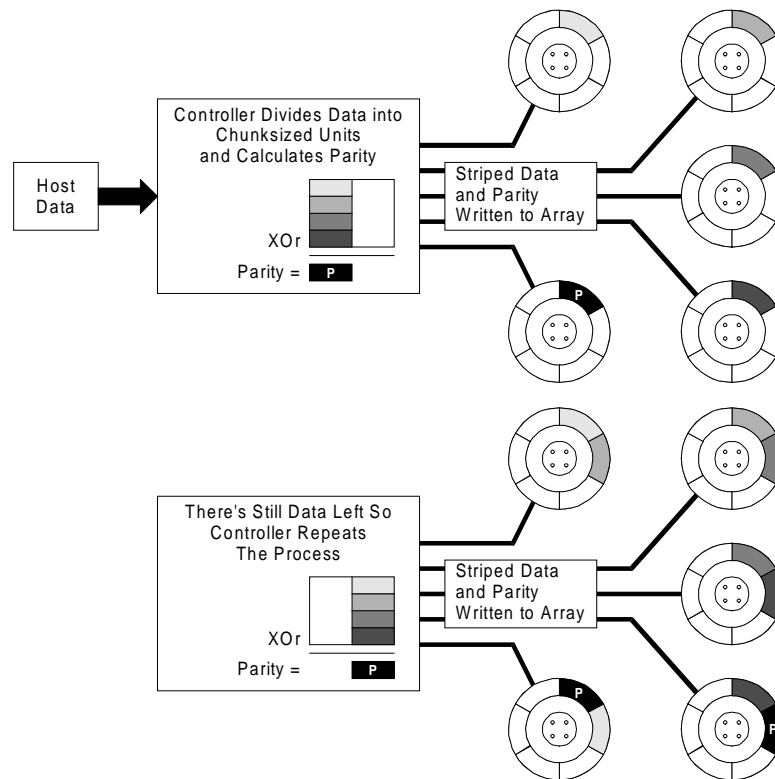 Controller Divides Data into
Chunksized Units
and Calculates Parity
Host
Data
XOr
Parity =
P
Striped Data
and Parity
Written to Array
P
There's Still Data Left So
Controller Repeats
The Process
XOr
Parity =
P
Striped Data
and Parity
Written to Array
P
P